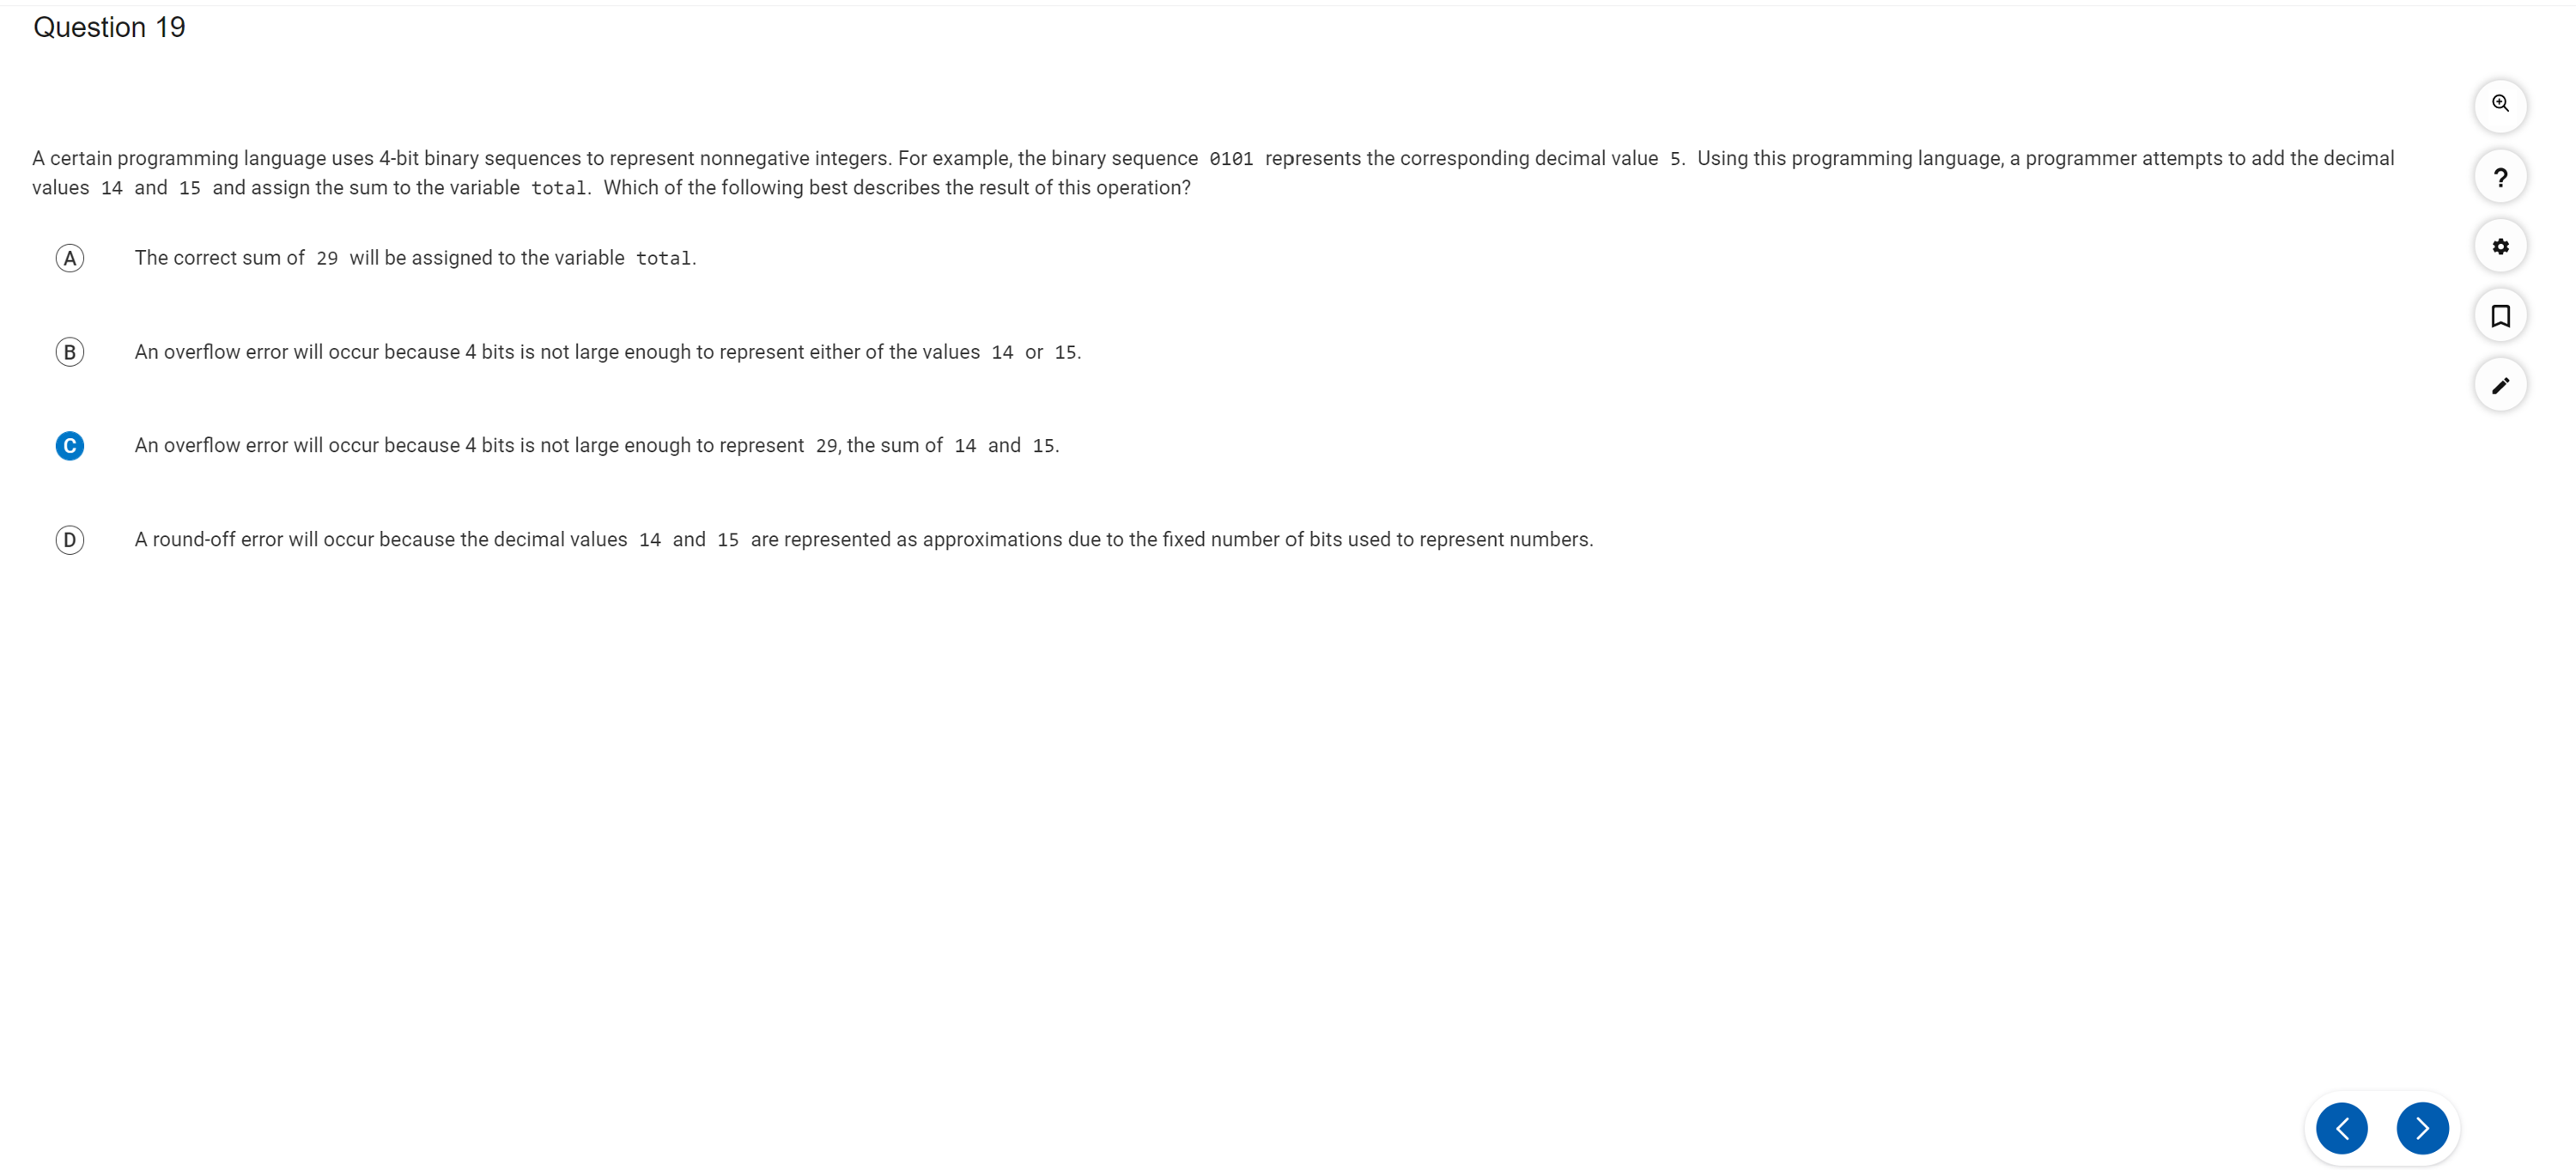 Question 19
A certain programming language uses 4-bit binary sequences to represent nonnegative integers. For example, the binary sequence 0101 represents the corresponding decimal value 5. Using this programming language, a programmer attempts to add the decimal
values 14 and 15 and assign the sum to the variable total. Which of the following best describes the result of this operation?
A The correct sum of 29 will be assigned to the variable total.
B An overflow error will occur because 4 bits is not large enough to represent either of the values 14 or 15.
C An overflow error will occur because 4 bits is not large enough to represent 29, the sum of 14 and 15.
D A round-off error will occur because the decimal values 14 and 15 are represented as approximations due to the fixed number of bits used to represent numbers.
?